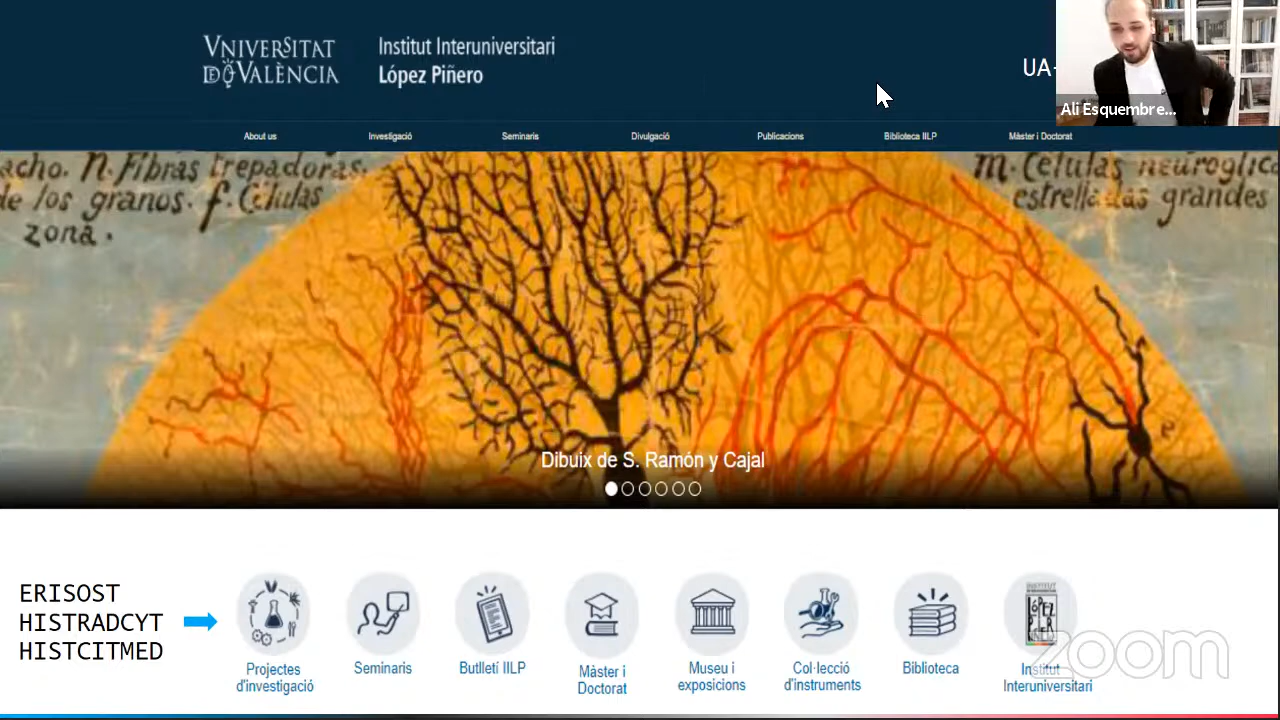 VNIVERSITAT
DE VALÈNCIA
Institut Interuniversitari
López Piñero
UA-
Ali Esquembre...
About us
Investigació
Seminaris
Divulgació
Publicacions
Biblioteca IILP
Màster i Doctorat
acho. N. Fibras trepadoras.
de los granos. f. Células
zona.
m. Células neuroglica
estrelladas grandes
e
Dibuix de S. Ramón y Cajal
ERISOST
HISTRADCYT
HISTCITMED
Projectes
d'investigació
Seminaris
Butlletí IILP
Màster i
Doctorat
Museu i
exposicions
Col·lecció
d'instruments
Biblioteca
Institut
Interuniversitari
zoom